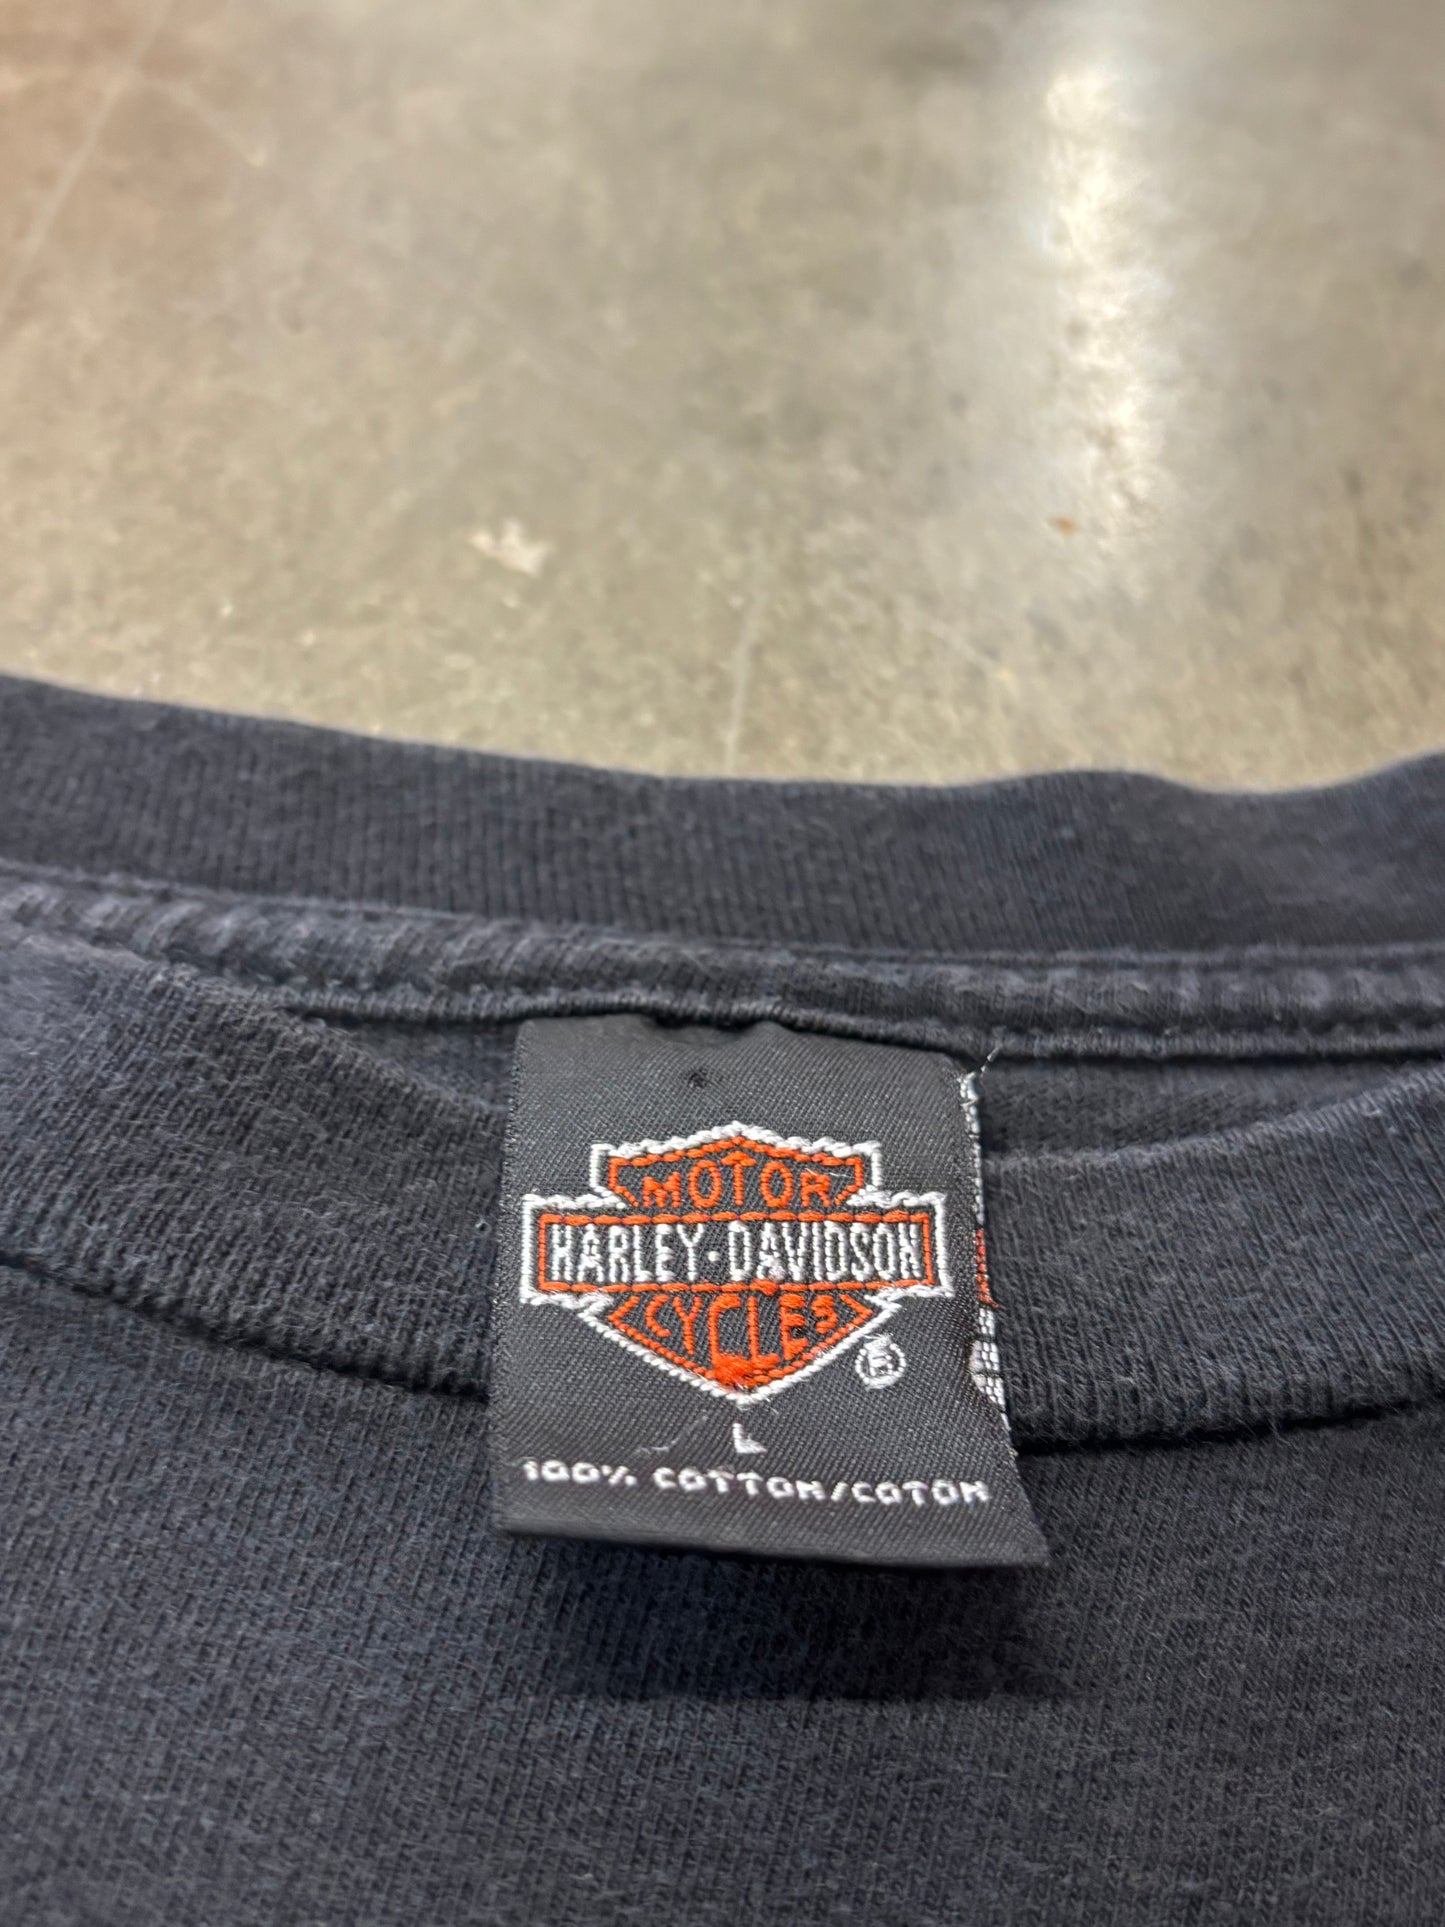 MOTOR
HARLEY-DAVIDSON
CYCLES
®
L
100% COTTON/COTON